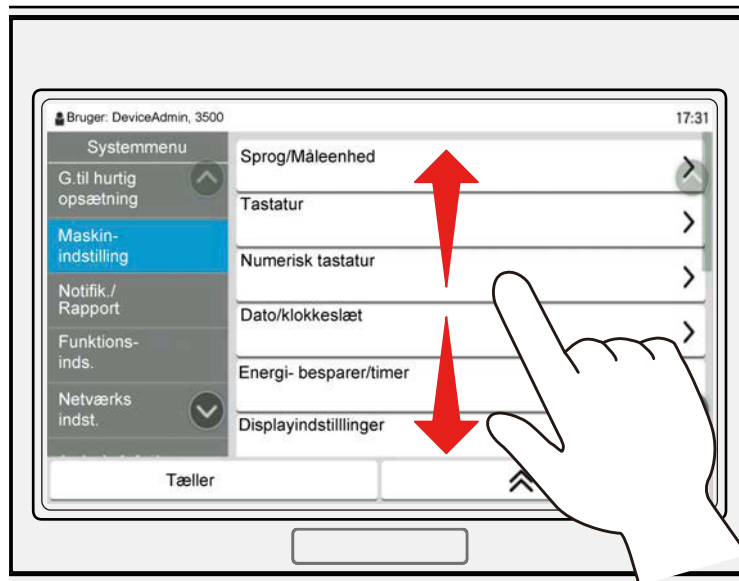 Bruger: DeviceAdmin, 3500
17:31
Systemmenu
G.til hurtig
opsætning
Maskin-
indstilling
Notifik./
Rapport
Funktions-
inds.
Netværks
indst.
Sprog/Måleenhed
Tastatur
Numerisk tastatur
Dato/klokkeslæt
Energi- besparer/timer
Displayindstilllinger
Tæller